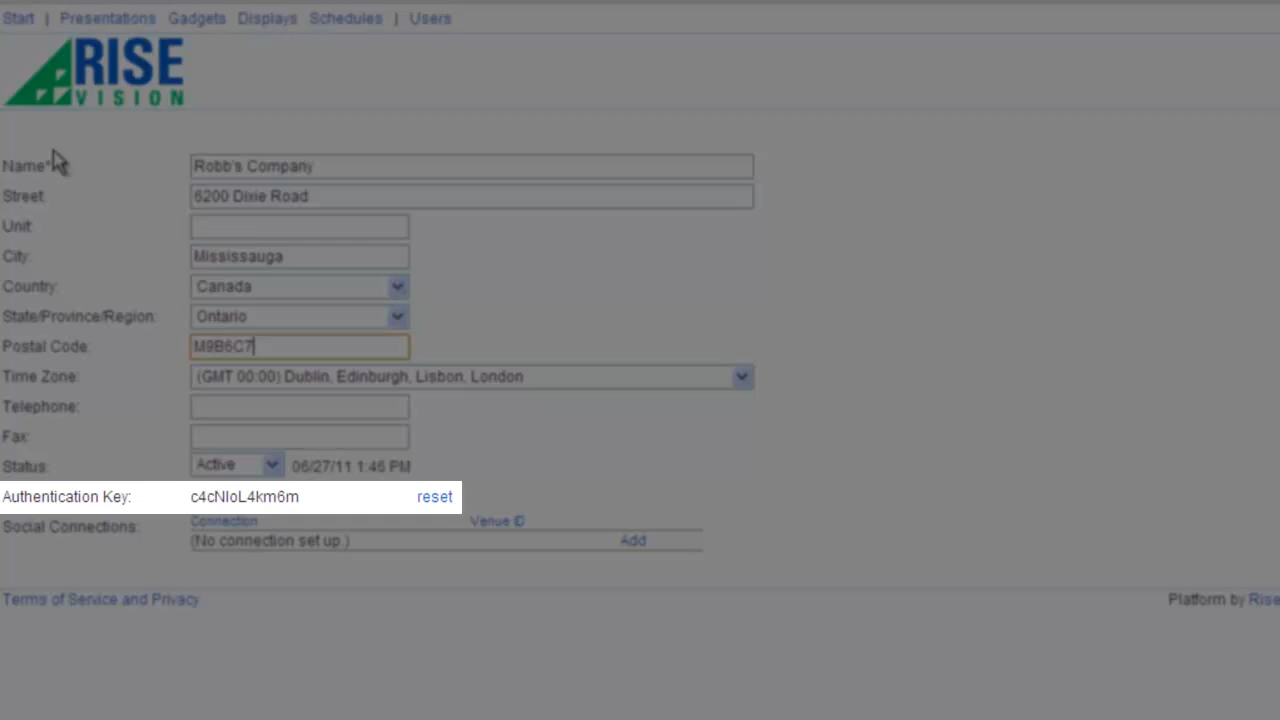 Start | Presentations Gadgets Displays Schedules | Users
RISE
VISION
Name* Robb's Company
Street: 6200 Dixie Road
Unit:
City: Mississauga
Country: Canada
State/Province/Region: Ontario
Postal Code: M9B6C7
Time Zone: (GMT 00:00) Dublin, Edinburgh, Lisbon, London
Telephone:
Fax:
Status: Active 06/27/11 1:46 PM
Authentication Key: c4cNIoL4km6m reset
Social Connections: Connection Venue ID
(No connection set up.) Add
Terms of Service and Privacy Platform by Rise